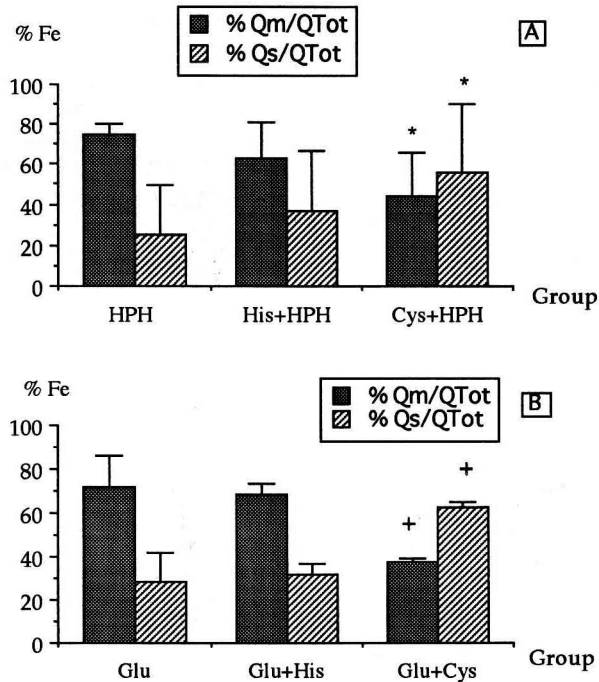 % Fe
% Qm/QTot
% Qs/QTot
A
100
80
60
40
20
0
*
*
HPH
His+HPH
Cys+HPH
Group
% Fe
% Qm/QTot
% Qs/QTot
B
100
80
60
40
20
0
+
+
Glu
Glu+His
Glu+Cys
Group